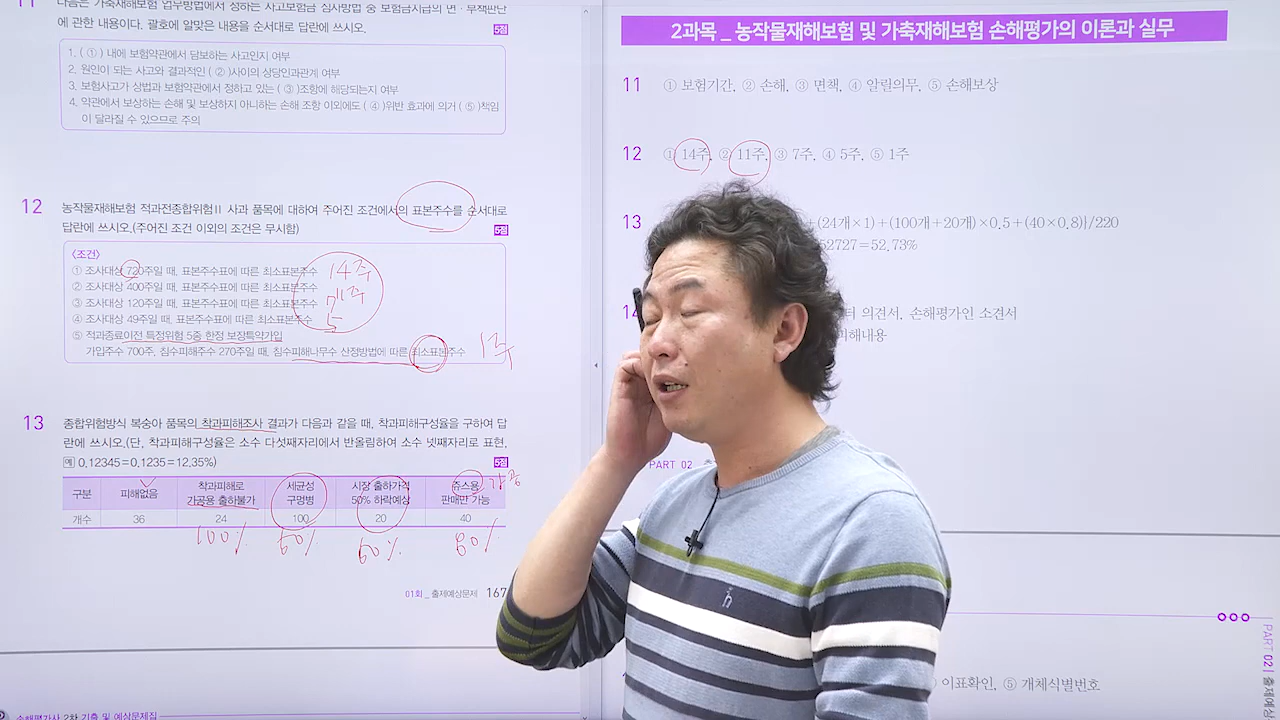 다음은 가축재해보험 업무방법에서 정하는 사고보험금 심사방법 중 보험금지급의 면·부책판단
에 관한 내용이다. 괄호에 알맞은 내용을 순서대로 답란에 쓰시오.
5점
1. ( ① ) 내에 보험약관에서 담보하는 사고인지 여부
2. 원인이 되는 사고와 결과적인 ( ② )사이의 상당인과관계 여부
3. 보험사고가 상법과 보험약관에서 정하고 있는 ( ③ )조항에 해당되는지 여부
4. 약관에서 보상하는 손해 및 보상하지 아니하는 손해 조항 이외에도 ( ④ )위반 효과에 의거 ( ⑤ )책임
이 달라질 수 있으므로 주의
12 농작물재해보험 적과전종합위험Ⅱ 사과 품목에 대하여 주어진 조건에서의 표본주수를 순서대로
답란에 쓰시오.(주어진 조건 이외의 조건은 무시함)
5점
<조건>
① 조사대상 720주일 때, 표본주수표에 따른 최소표본주수 14주
② 조사대상 400주일 때, 표본주수표에 따른 최소표본주수 11주
③ 조사대상 120주일 때, 표본주수표에 따른 최소표본주수
④ 조사대상 49주일 때, 표본주수표에 따른 최소표본주수
⑤ 적과종료이전 특정위험 5종 한정 보장특약가입
가입주수 700주, 침수피해주수 270주일 때, 침수피해나무수 산정방법에 따른 최소표본주수 1주
13 종합위험방식 복숭아 품목의 착과피해조사 결과가 다음과 같을 때, 착과피해구성율을 구하여 답
란에 쓰시오.(단, 착과피해구성율은 소수 다섯째자리에서 반올림하여 소수 넷째자리로 표현,
예 0.12345=0.1235=12.35%)
5점
구분 피해없음 착과피해로 가공용 출하불가 세균성 구멍병 시장 출하가격 50% 하락예상 주스용 판매만 가능
개수 36 24 100 20 40
100% 50% 60% 80%
01회 _ 출제예상문제 167
손해평가사 2차 기출 및 예상문제집
2과목 _ 농작물재해보험 및 가축재해보험 손해평가의 이론과 실무
11 ① 보험기간, ② 손해, ③ 면책, ④ 알릴의무, ⑤ 손해보상
12 ① 14주, ② 11주, ③ 7주, ④ 5주, ⑤ 1주
13 +(24개×1)+(100개+20개)×0.5+(40×0.8)}/220
52727=52.73%
14 의견서, 손해평가인 소견서
피해내용
PART 02
이표확인, ⑤ 개체식별번호
PART 02 | 출제예상